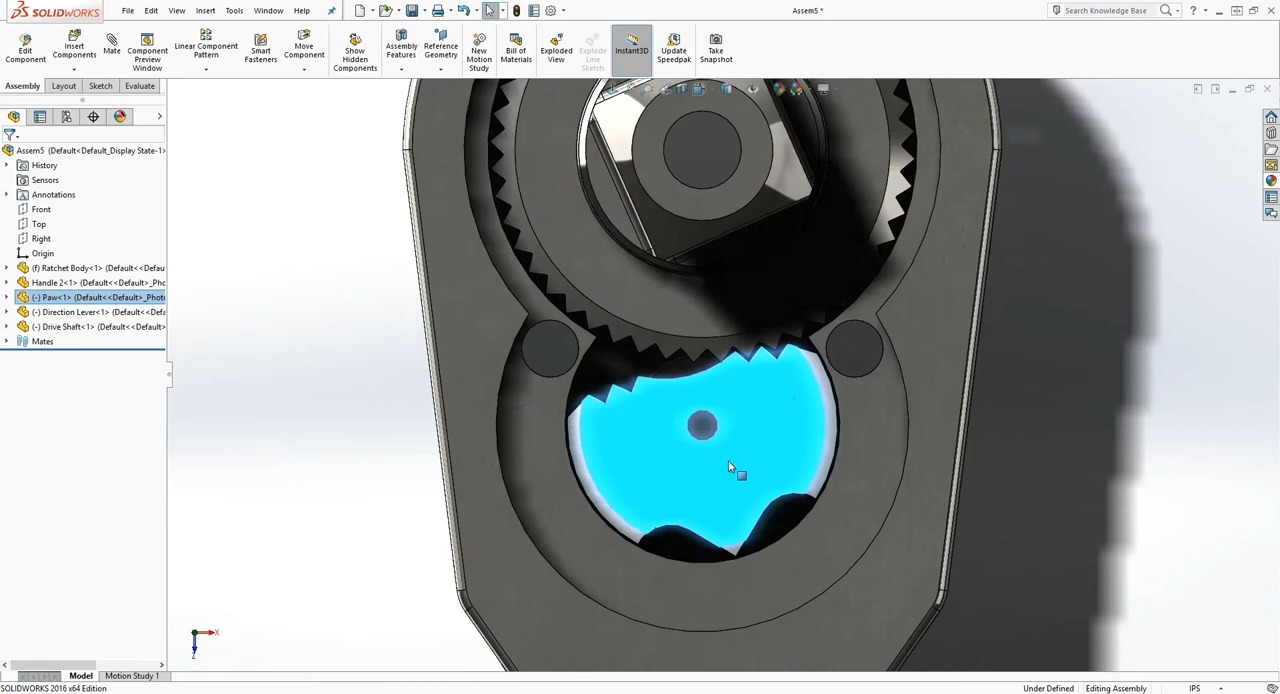 SOLIDWORKS
File Edit View Insert Tools Window Help
Assem5 *
Search Knowledge Base
Edit Component
Insert Components
Mate
Component Preview Window
Linear Component Pattern
Smart Fasteners
Move Component
Show Hidden Components
Assembly Features
Reference Geometry
New Motion Study
Bill of Materials
Exploded View
Explode Line Sketch
Instant3D
Update Speedpak
Take Snapshot
Assembly Layout Sketch Evaluate
Assem5 (Default<Default_Display State-1>
History
Sensors
Annotations
Front
Top
Right
Origin
(f) Ratchet Body<1> (Default<<Defau
Handle 2<1> (Default<<Default>_Pho
(-) Paw<1> (Default<<Default>_Photo
(-) Direction Lever<1> (Default<<Def
(-) Drive Shaft<1> (Default<<Default>
Mates
X
Z
Model Motion Study 1
SOLIDWORKS 2016 x64 Edition
Under Defined Editing Assembly IPS